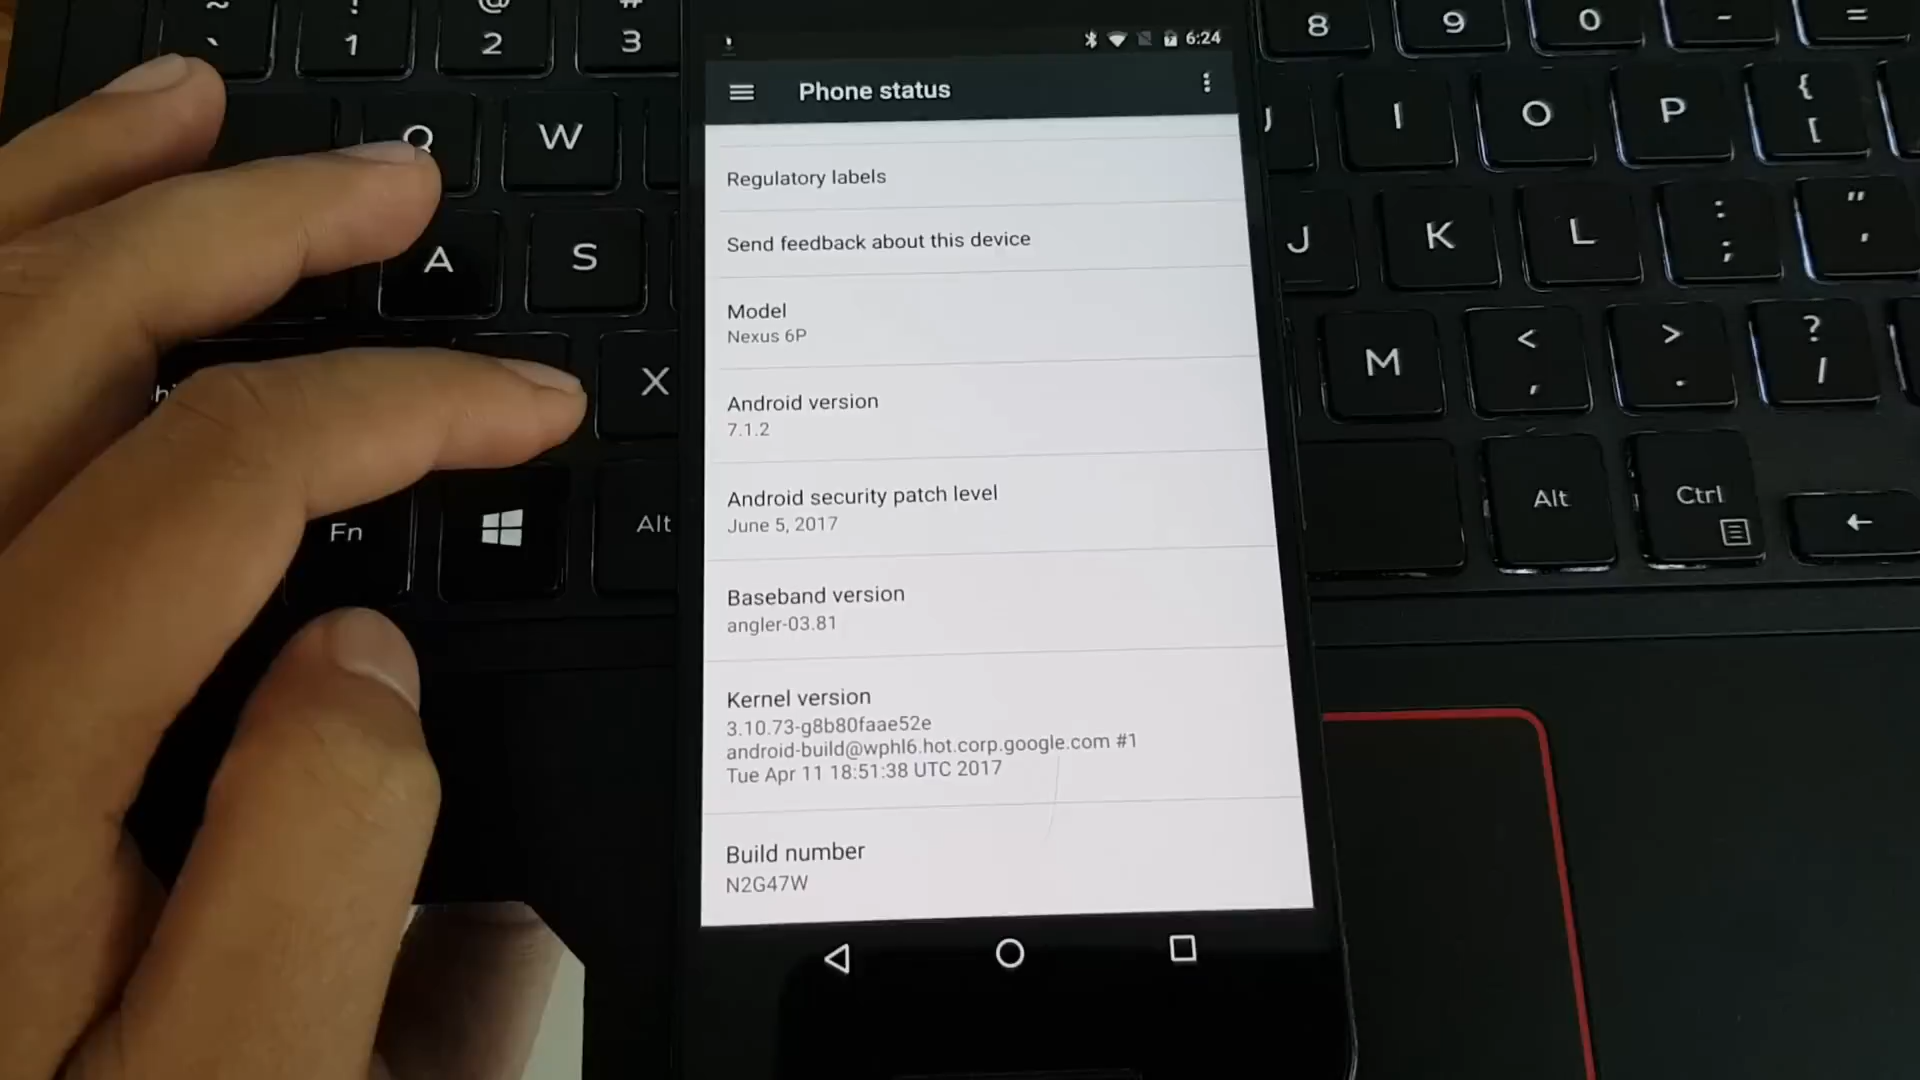 ~
`
!
1
@
2
#
3
8
9
0
-
=
Q
W
I
O
P
{
[
A
S
J
K
L
:
;
"
'
X
M
<
,
>
.
?
/
Fn
Alt
Alt
Ctrl
6:24
Phone status
Regulatory labels
Send feedback about this device
Model
Nexus 6P
Android version
7.1.2
Android security patch level
June 5, 2017
Baseband version
angler-03.81
Kernel version
3.10.73-g8b80faae52e
android-build@wphl6.hot.corp.google.com #1
Tue Apr 11 18:51:38 UTC 2017
Build number
N2G47W